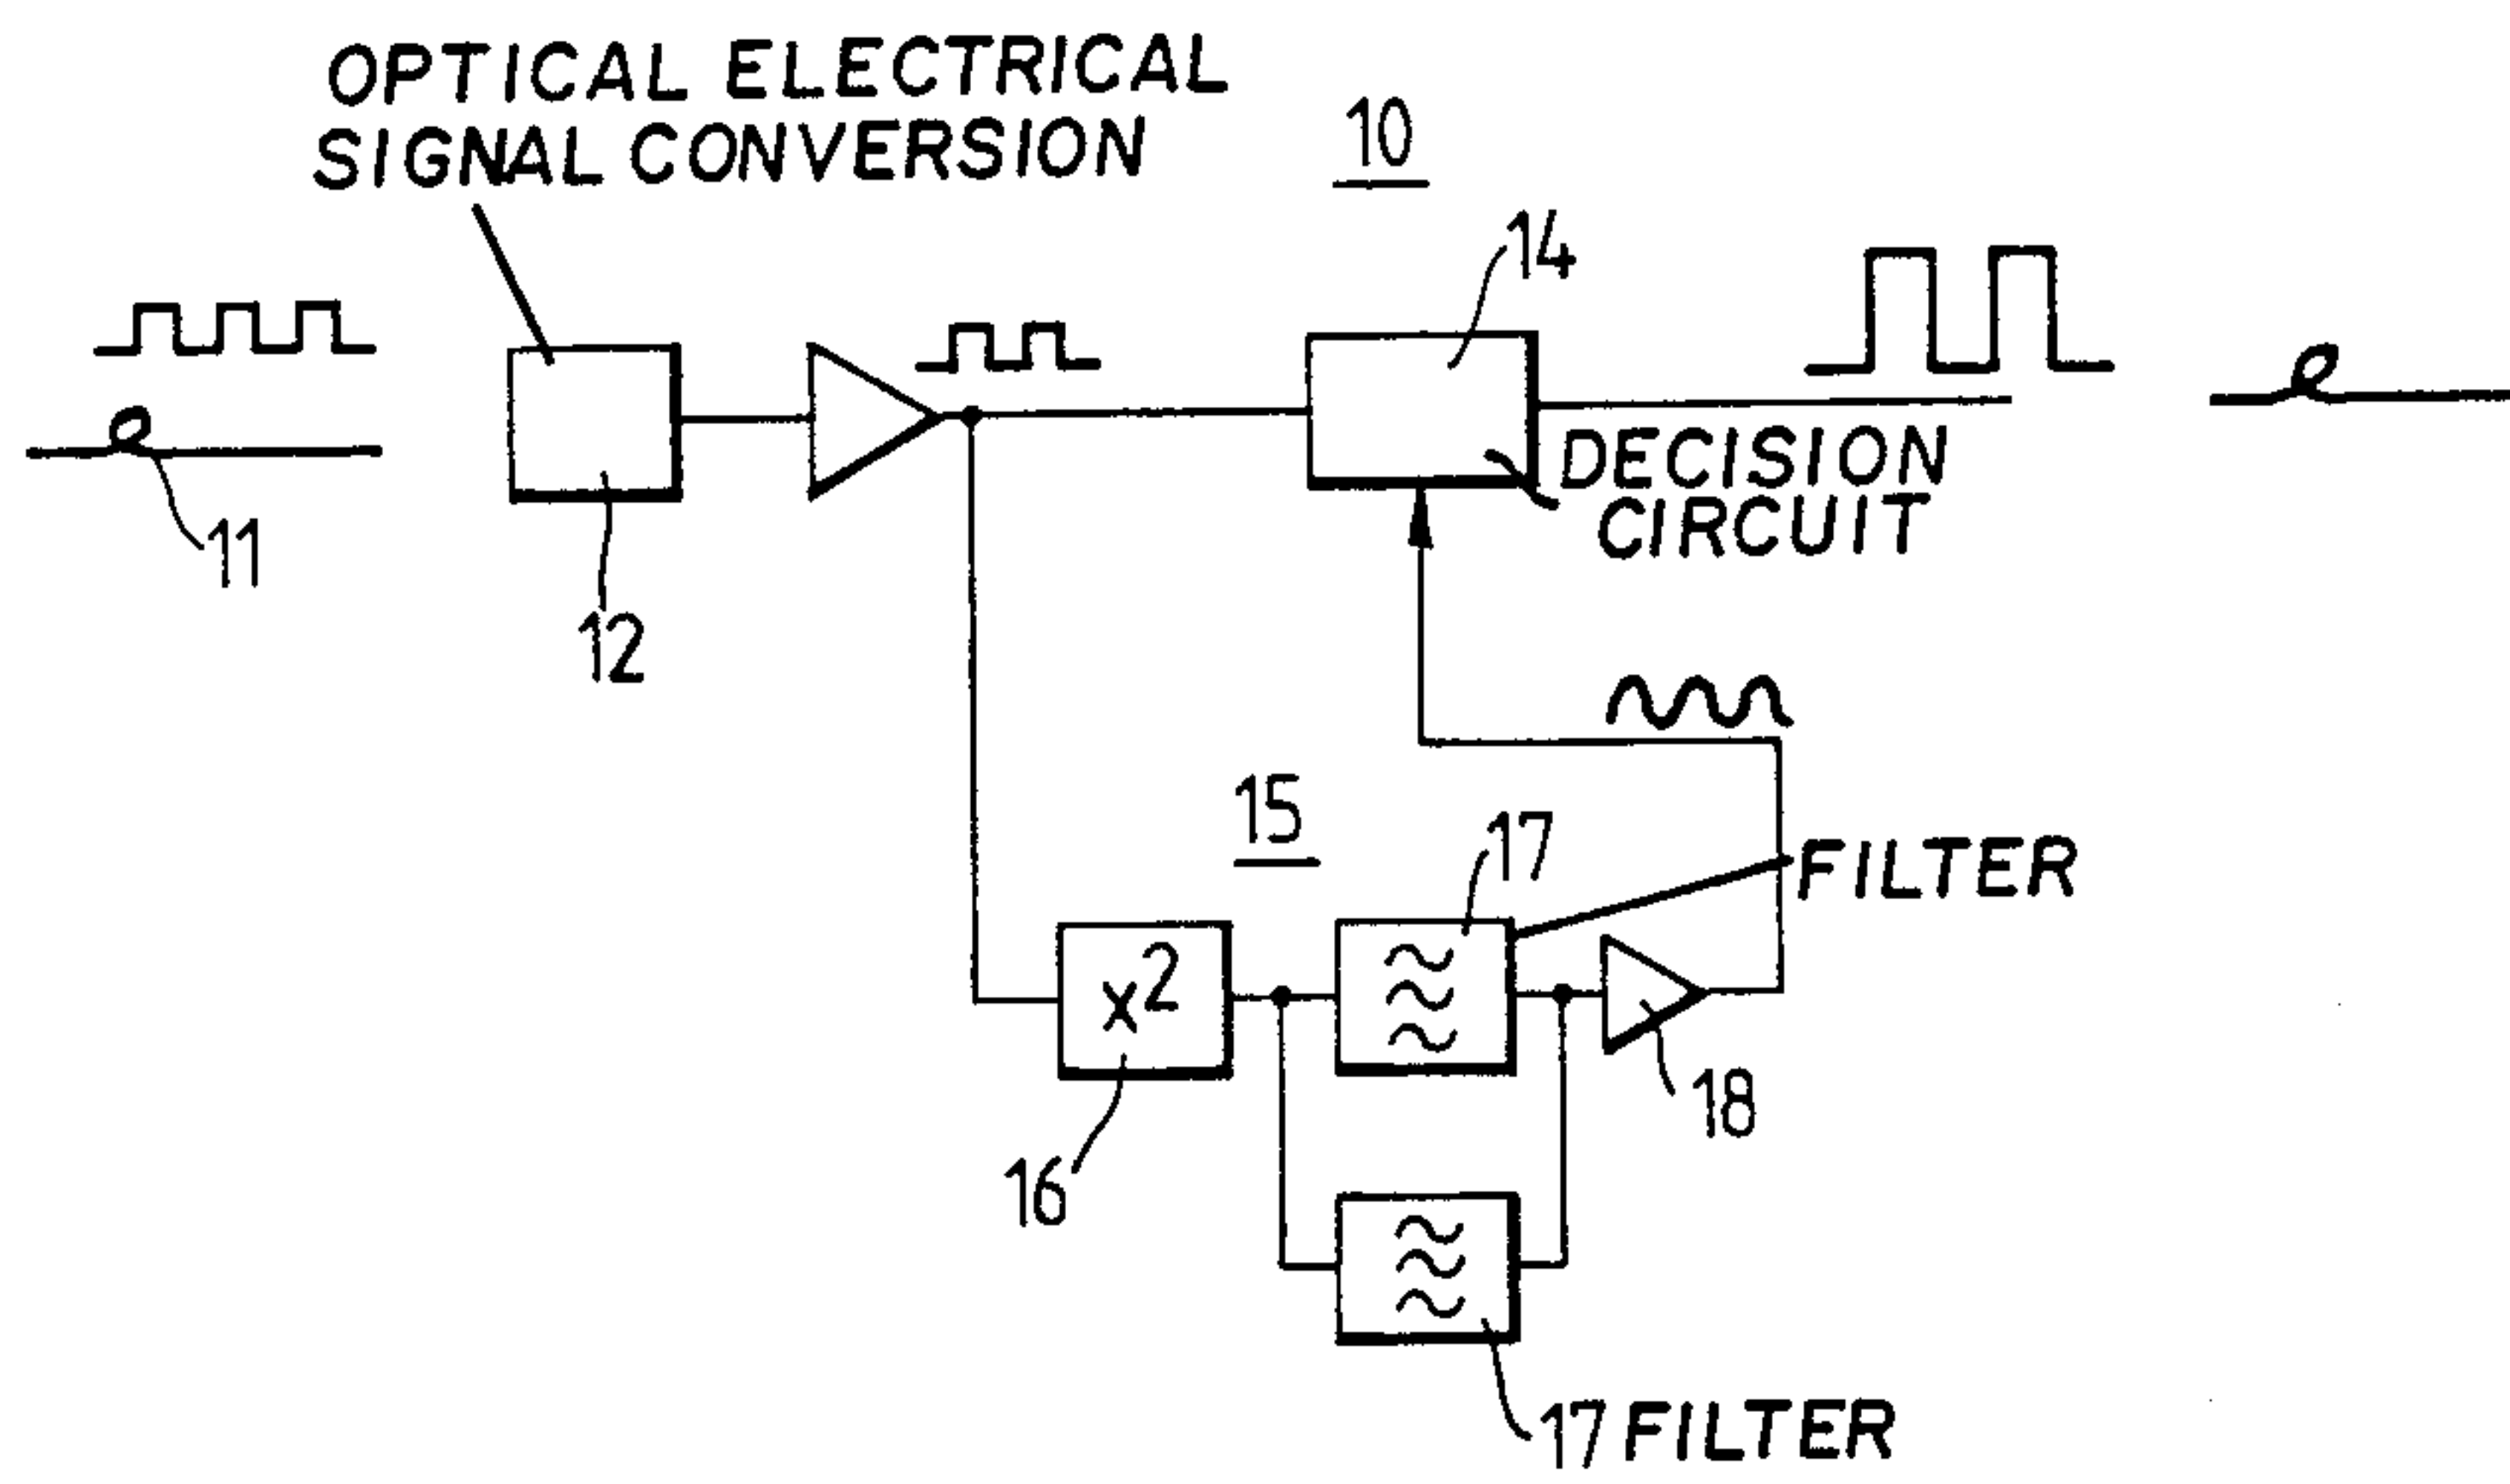 OPTICAL ELECTRICAL
SIGNAL CONVERSION
10
14
DECISION
CIRCUIT
11
12
15
17
FILTER
x²
18
16
17 FILTER